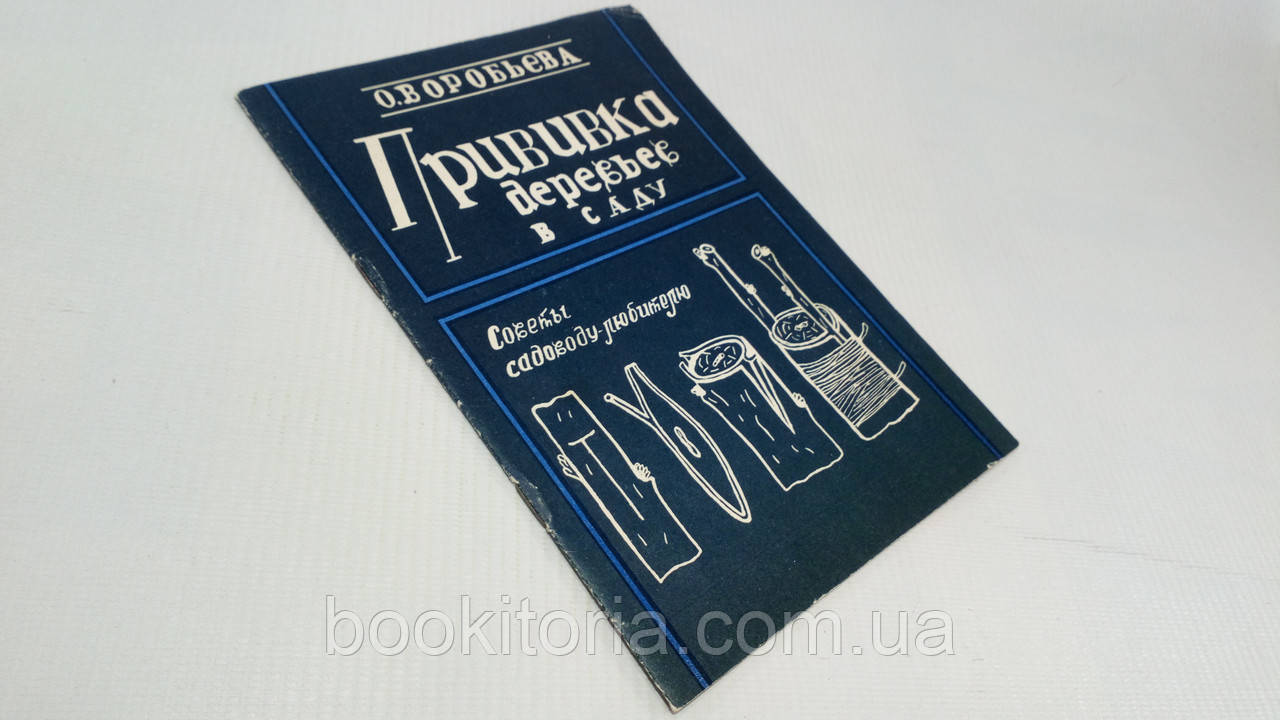 О. ВОРОБЬЕВА
Прививка
деревьев
в саду
Советы
садоводу-любителю
bookitoria.com.ua